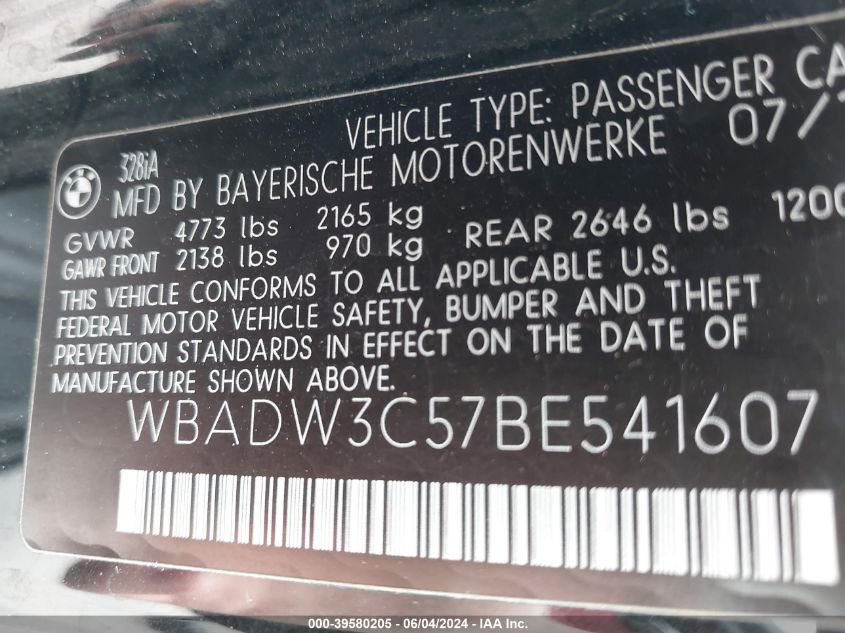 VEHICLE TYPE: PASSENGER CA
328iA
MFD BY BAYERISCHE MOTORENWERKE 07/
GVWR 4773 lbs 2165 kg
GAWR FRONT 2138 lbs 970 kg REAR 2646 lbs 1200
THIS VEHICLE CONFORMS TO ALL APPLICABLE U.S.
FEDERAL MOTOR VEHICLE SAFETY, BUMPER AND THEFT
PREVENTION STANDARDS IN EFFECT ON THE DATE OF
MANUFACTURE SHOWN ABOVE.
WBADW3C57BE541607
000-39580205 - 06/04/2024 - IAA Inc.